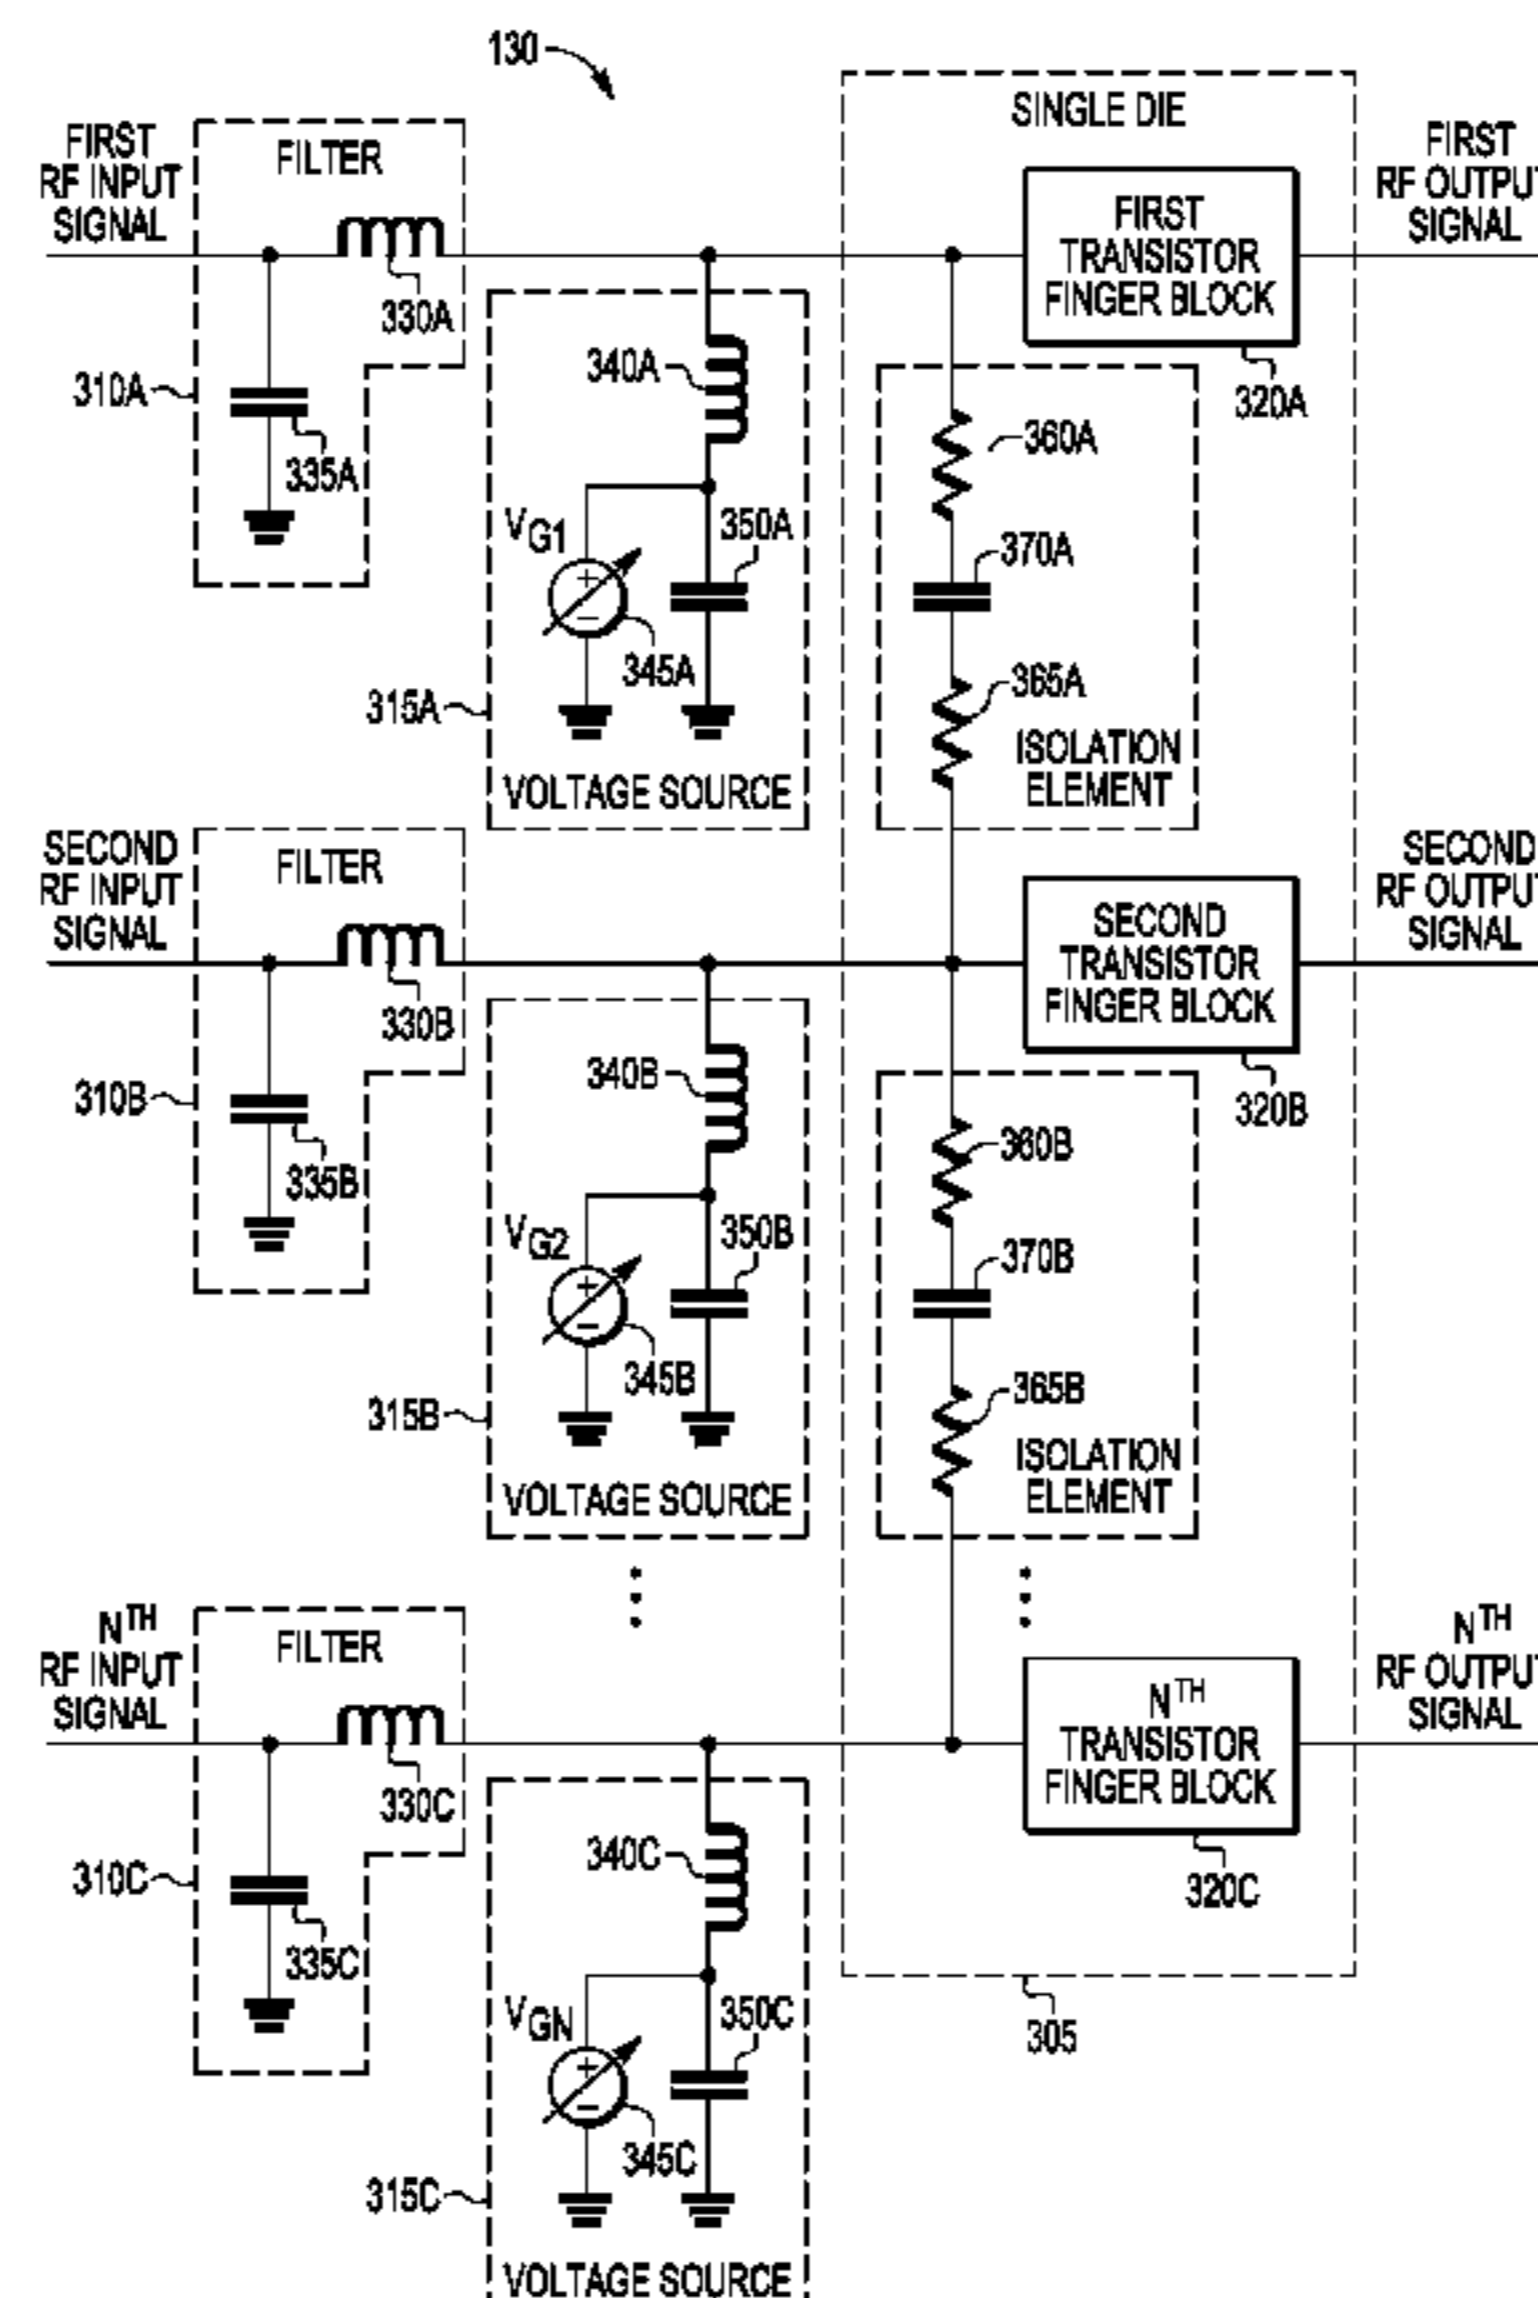 130
SINGLE DIE
FIRST
RF INPUT
SIGNAL
FILTER
330A
310A
335A
340A
VG1
+
−
350A
345A
315A
VOLTAGE SOURCE
FIRST
TRANSISTOR
FINGER BLOCK
320A
FIRST
RF OUTPUT
SIGNAL
360A
370A
365A
ISOLATION
ELEMENT
SECOND
RF INPUT
SIGNAL
FILTER
330B
310B
335B
340B
VG2
+
−
350B
345B
315B
VOLTAGE SOURCE
SECOND
TRANSISTOR
FINGER BLOCK
320B
SECOND
RF OUTPUT
SIGNAL
360B
370B
365B
ISOLATION
ELEMENT
NTH
RF INPUT
SIGNAL
FILTER
330C
310C
335C
340C
VGN
+
−
350C
345C
315C
VOLTAGE SOURCE
NTH
TRANSISTOR
FINGER BLOCK
320C
NTH
RF OUTPUT
SIGNAL
305